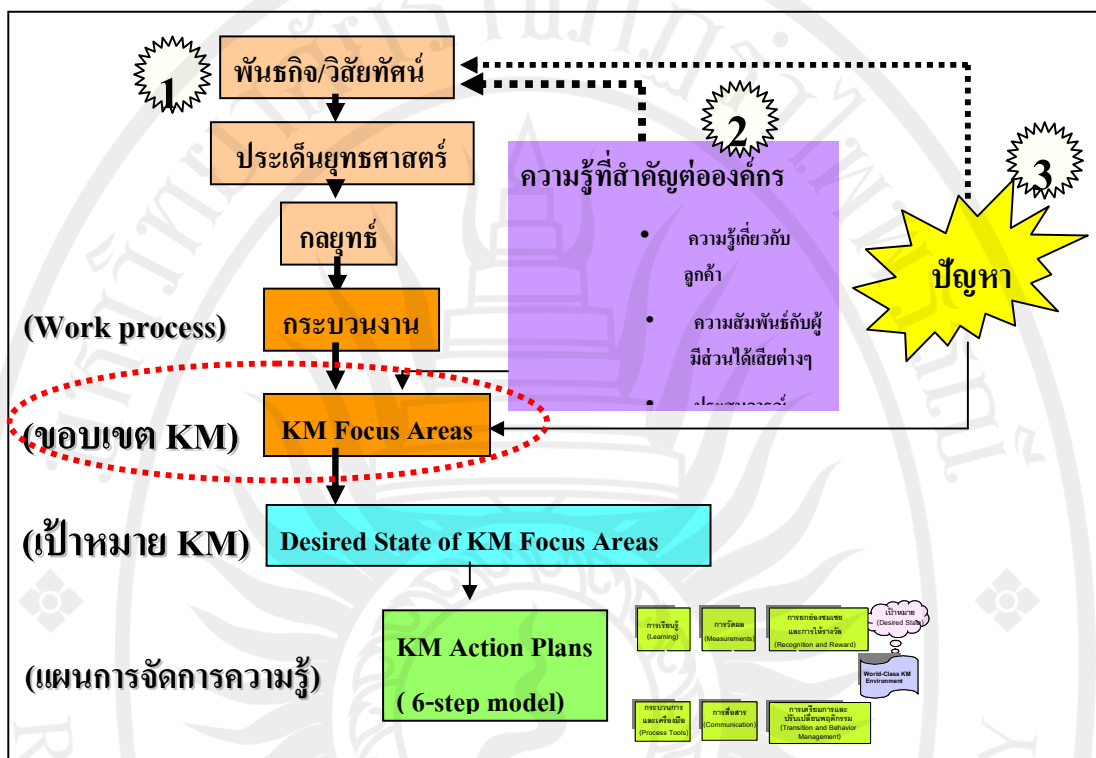 1
พันธกิจ/วิสัยทัศน์
ประเด็นยุทธศาสตร์
กลยุทธ์
(Work process)
กระบวนงาน
2
ความรู้ที่สำคัญต่อองค์กร
• ความรู้เกี่ยวกับ
ลูกค้า
• ความสัมพันธ์กับผู้
มีส่วนได้เสียต่างๆ
•
3
ปัญหา
(ขอบเขต KM)
KM Focus Areas
(เป้าหมาย KM)
Desired State of KM Focus Areas
(แผนการจัดการความรู้)
KM Action Plans
( 6-step model)
การเรียนรู้
(Learning)
การวัดผล
(Measurements)
การยกย่องชมเชย
และการให้รางวัล
(Recognition and Reward)
เป้าหมาย
(Desired State)
World-Class KM
Environment
กระบวนการ
และเครื่องมือ
(Process Tools)
การสื่อสาร
(Communication)
การเตรียมการและ
ปรับเปลี่ยนพฤติกรรม
(Transition and Behavior
Management)